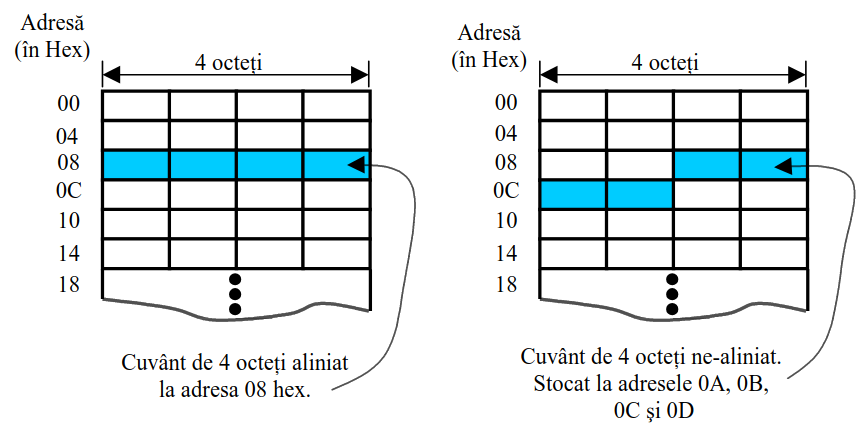 Adresă
(în Hex)
4 octeți
00
04
08
0C
10
14
18
Cuvânt de 4 octeți aliniat
la adresa 08 hex.
Adresă
(în Hex)
4 octeți
00
04
08
0C
10
14
18
Cuvânt de 4 octeți ne-aliniat.
Stocat la adresele 0A, 0B,
0C şi 0D